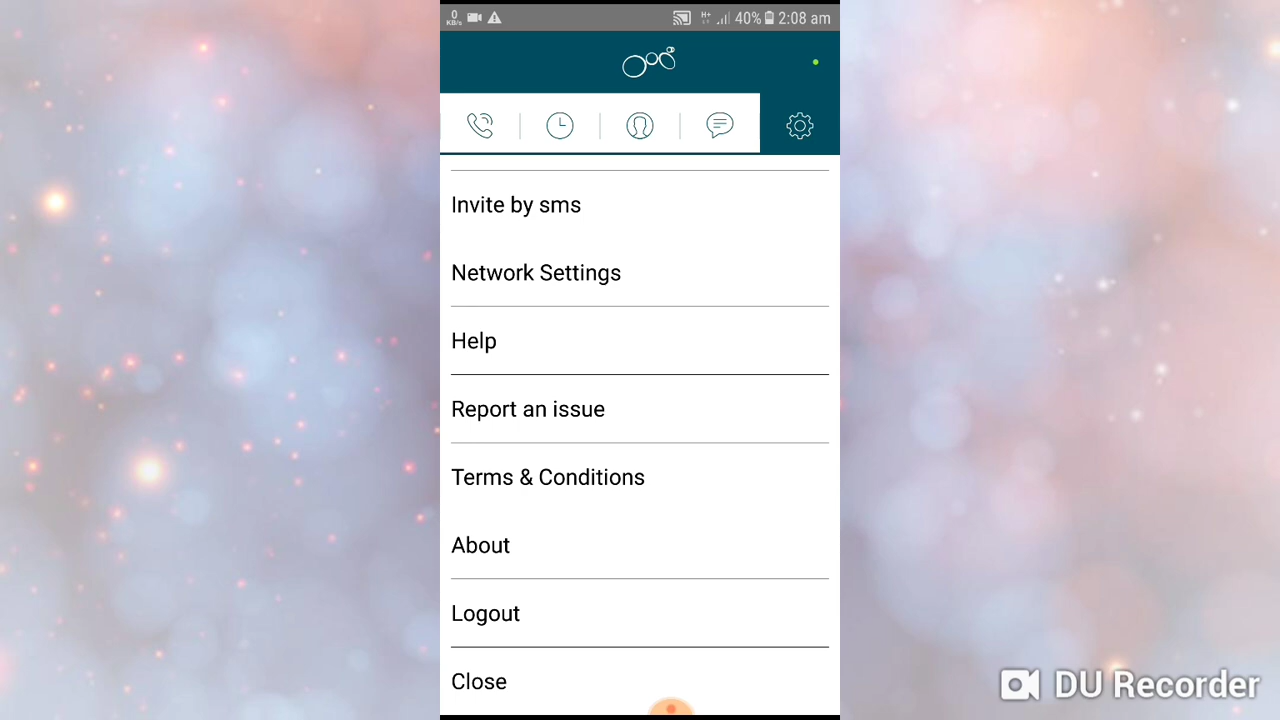 0
KB/s
H+
40%
2:08 am
Invite by sms
Network Settings
Help
Report an issue
Terms & Conditions
About
Logout
Close
DU Recorder